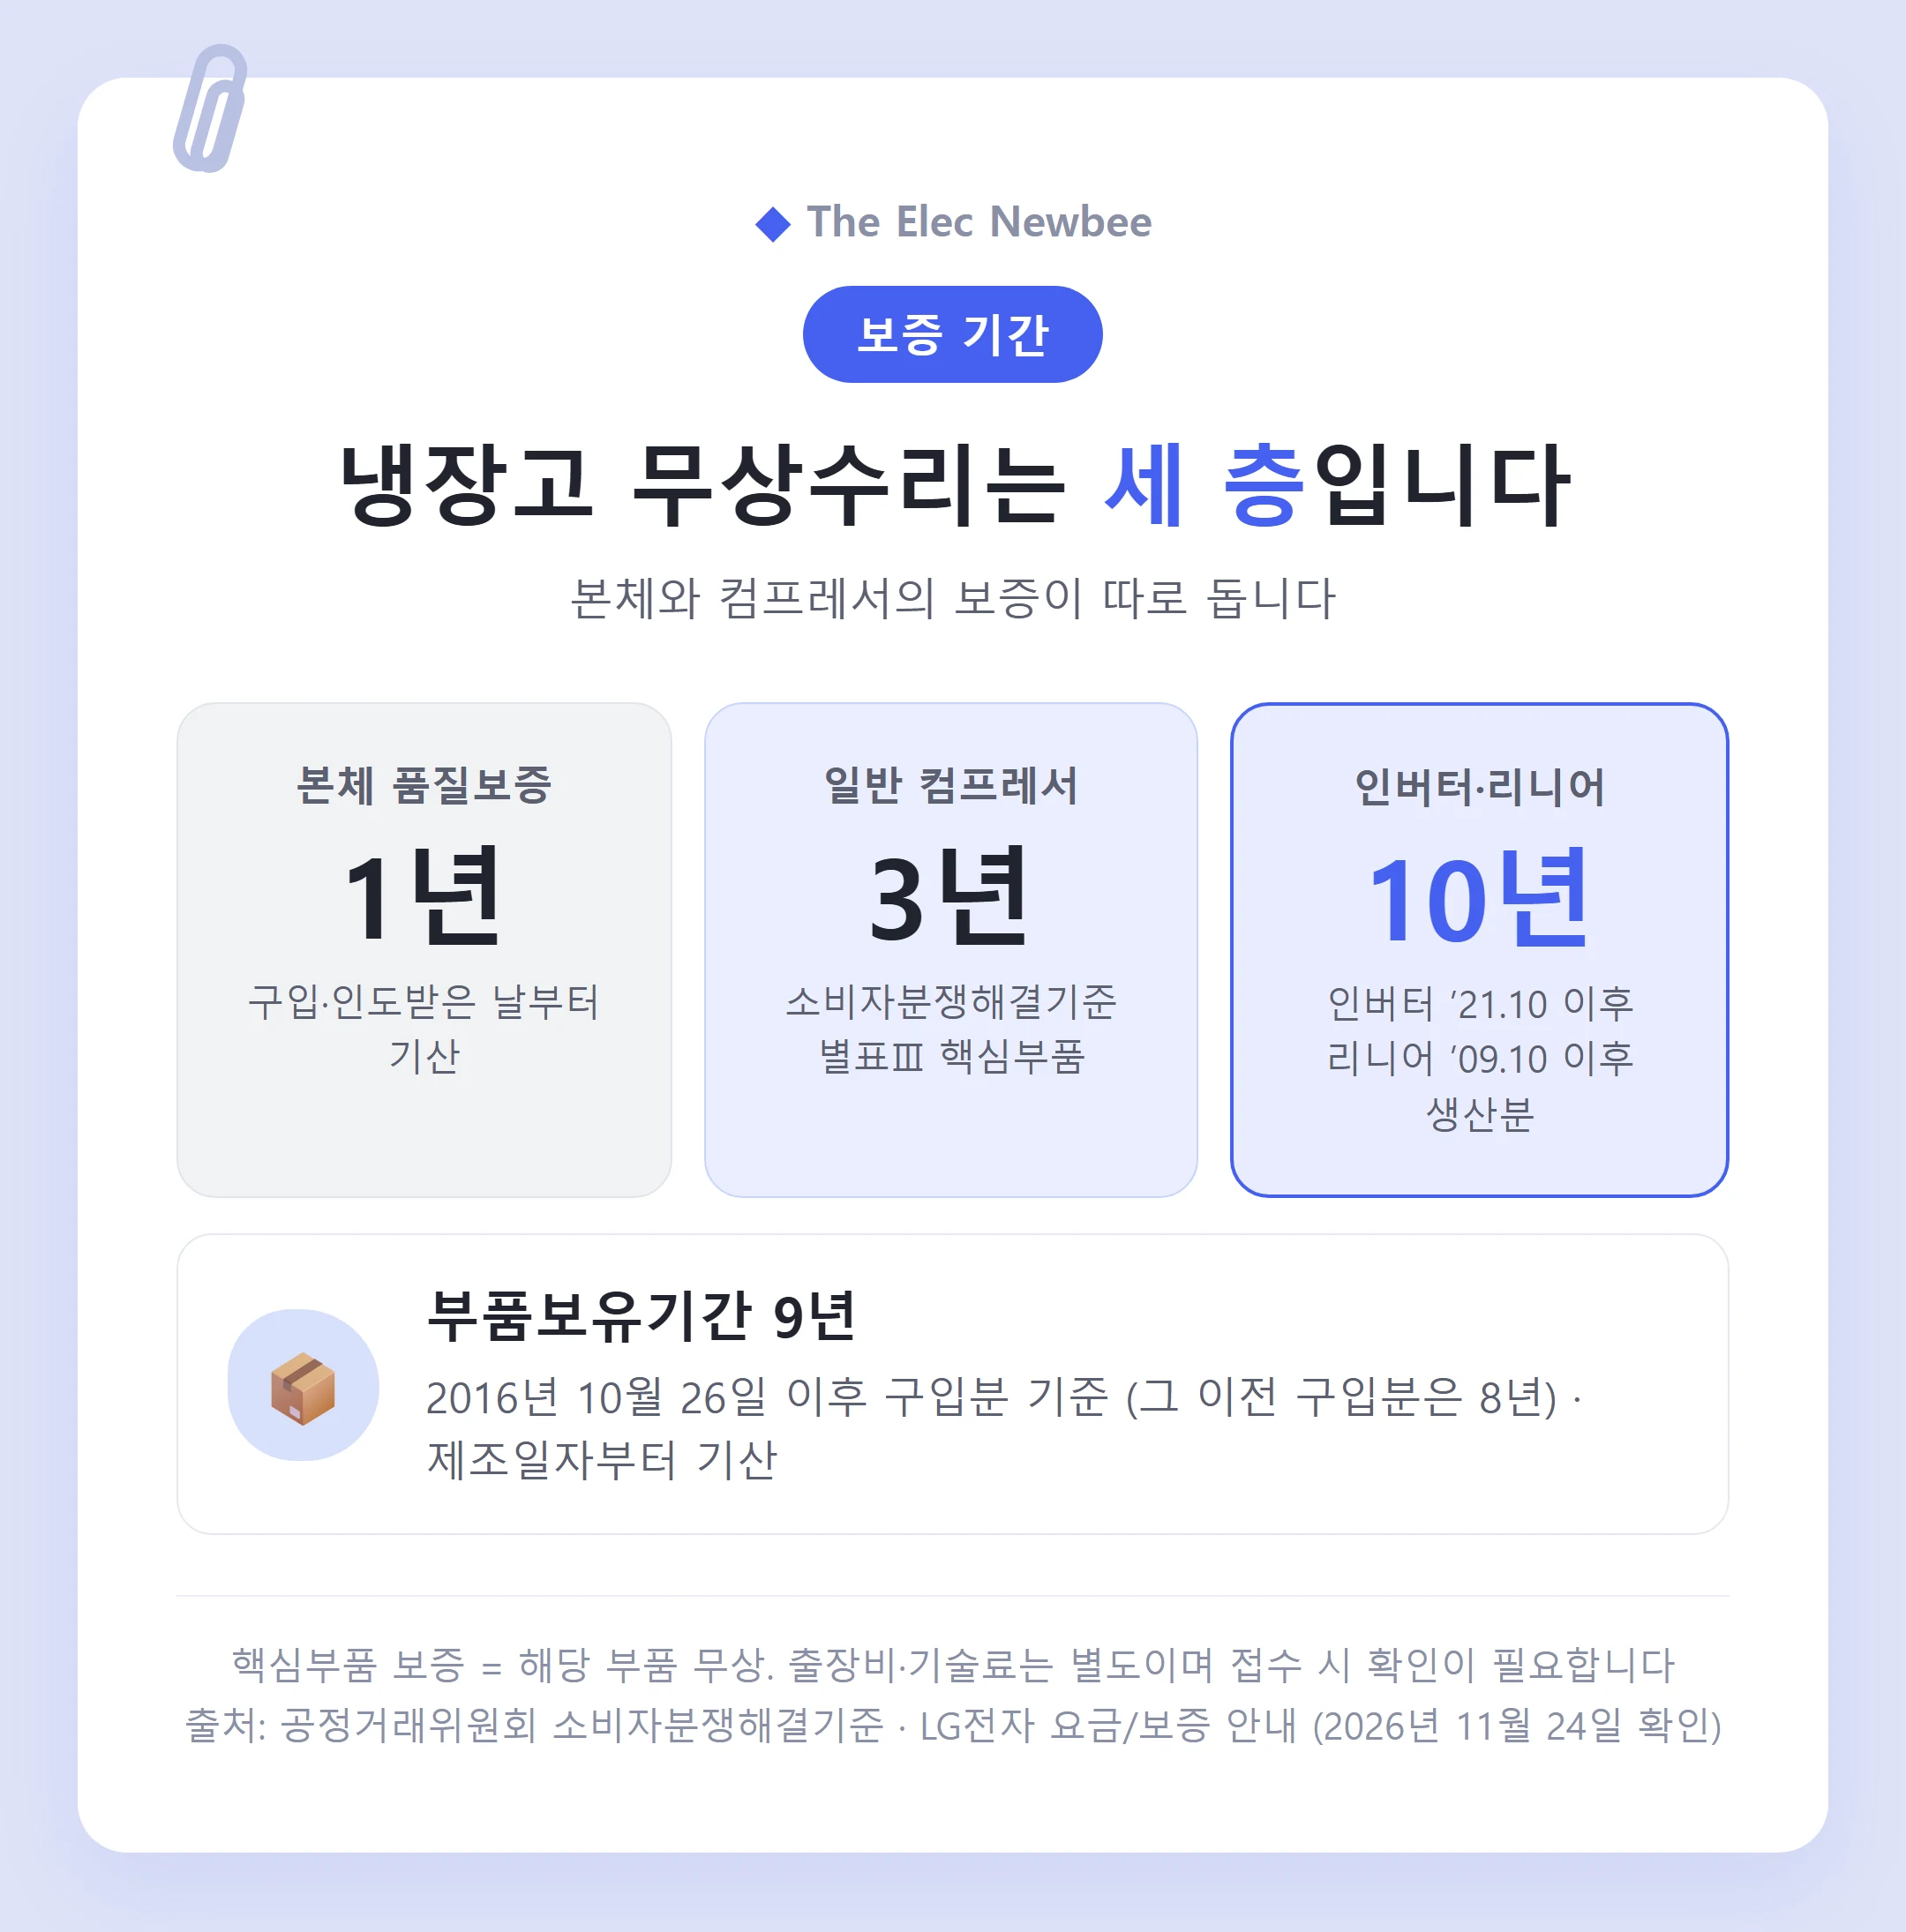 The Elec Newbee
보증 기간
냉장고 무상수리는 세 층입니다
본체와 컴프레서의 보증이 따로 돕니다
본체 품질보증
1년
구입·인도받은 날부터
기산
일반 컴프레서
3년
소비자분쟁해결기준
별표Ⅲ 핵심부품
인버터·리니어
10년
인버터 ’21.10 이후
리니어 ’09.10 이후
생산분
부품보유기간 9년
2016년 10월 26일 이후 구입분 기준 (그 이전 구입분은 8년) ·
제조일자부터 기산
핵심부품 보증 = 해당 부품 무상. 출장비·기술료는 별도이며 접수 시 확인이 필요합니다
출처: 공정거래위원회 소비자분쟁해결기준 · LG전자 요금/보증 안내 (2026년 11월 24일 확인)